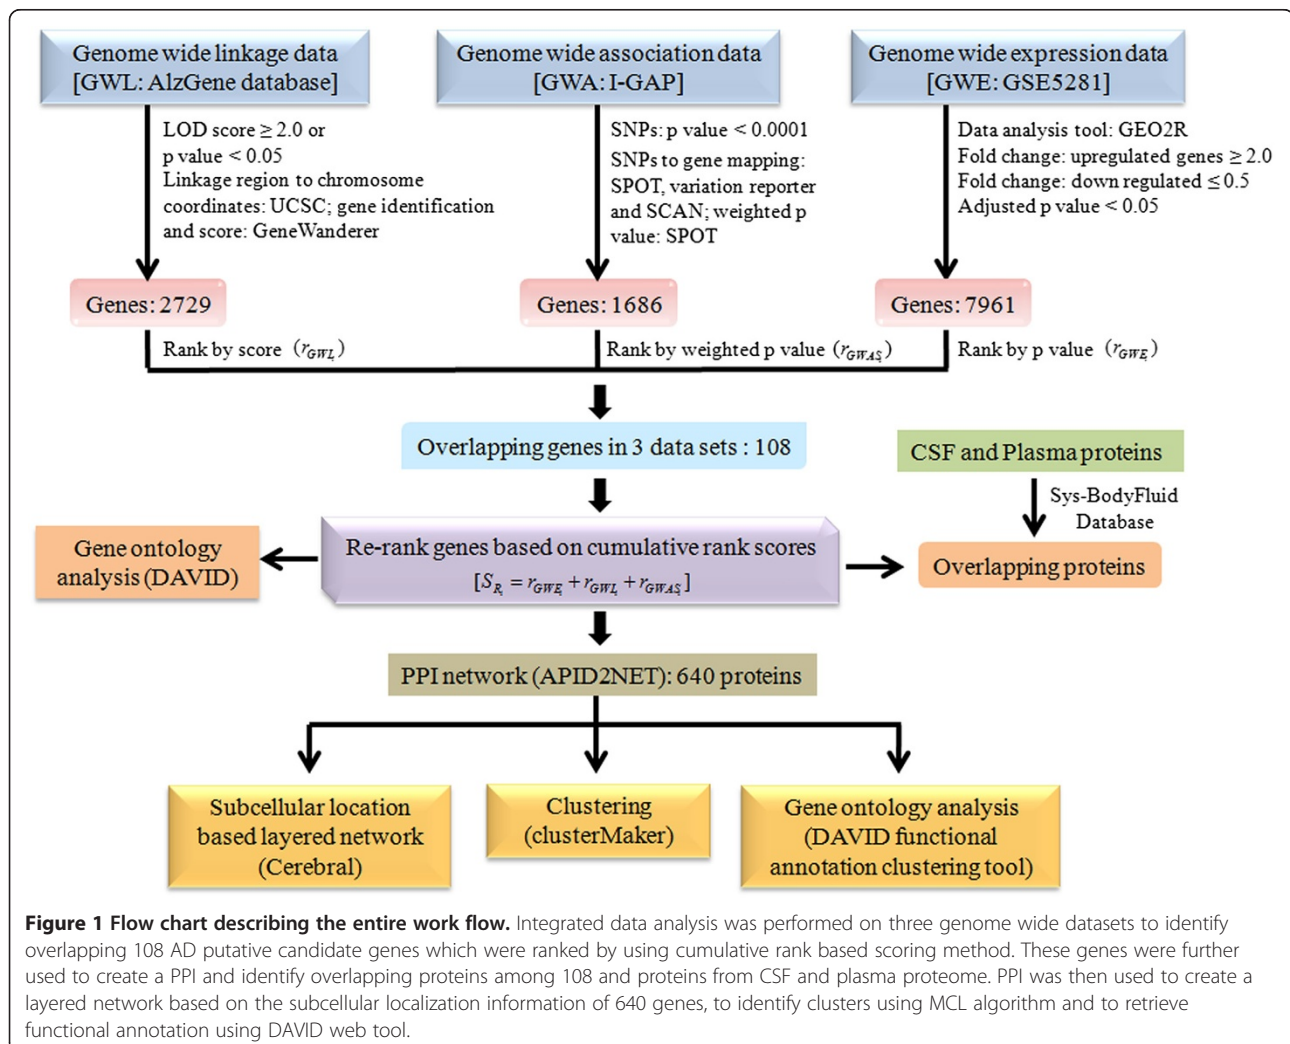 Genome wide linkage data
[GWL: AlzGene database]
Genome wide association data
[GWA: I-GAP]
Genome wide expression data
[GWE: GSE5281]
LOD score ≥ 2.0 or
p value < 0.05
Linkage region to chromosome
coordinates: UCSC; gene identification
and score: GeneWanderer
SNPs: p value < 0.0001
SNPs to gene mapping:
SPOT, variation reporter
and SCAN; weighted p
value: SPOT
Data analysis tool: GEO2R
Fold change: upregulated genes ≥ 2.0
Fold change: down regulated ≤ 0.5
Adjusted p value < 0.05
Genes: 2729
Genes: 1686
Genes: 7961
Rank by score (r_GWL_i)
Rank by weighted p value (r_GWAS_i)
Rank by p value (r_GWE_i)
Overlapping genes in 3 data sets : 108
CSF and Plasma proteins
Sys-BodyFluid
Database
Gene ontology
analysis (DAVID)
Re-rank genes based on cumulative rank scores
[S_R_i = r_GWE_i + r_GWL_i + r_GWAS_i]
Overlapping proteins
PPI network (APID2NET): 640 proteins
Subcellular location
based layered network
(Cerebral)
Clustering
(clusterMaker)
Gene ontology analysis
(DAVID functional
annotation clustering tool)
Figure 1 Flow chart describing the entire work flow. Integrated data analysis was performed on three genome wide datasets to identify
overlapping 108 AD putative candidate genes which were ranked by using cumulative rank based scoring method. These genes were further
used to create a PPI and identify overlapping proteins among 108 and proteins from CSF and plasma proteome. PPI was then used to create a
layered network based on the subcellular localization information of 640 genes, to identify clusters using MCL algorithm and to retrieve
functional annotation using DAVID web tool.